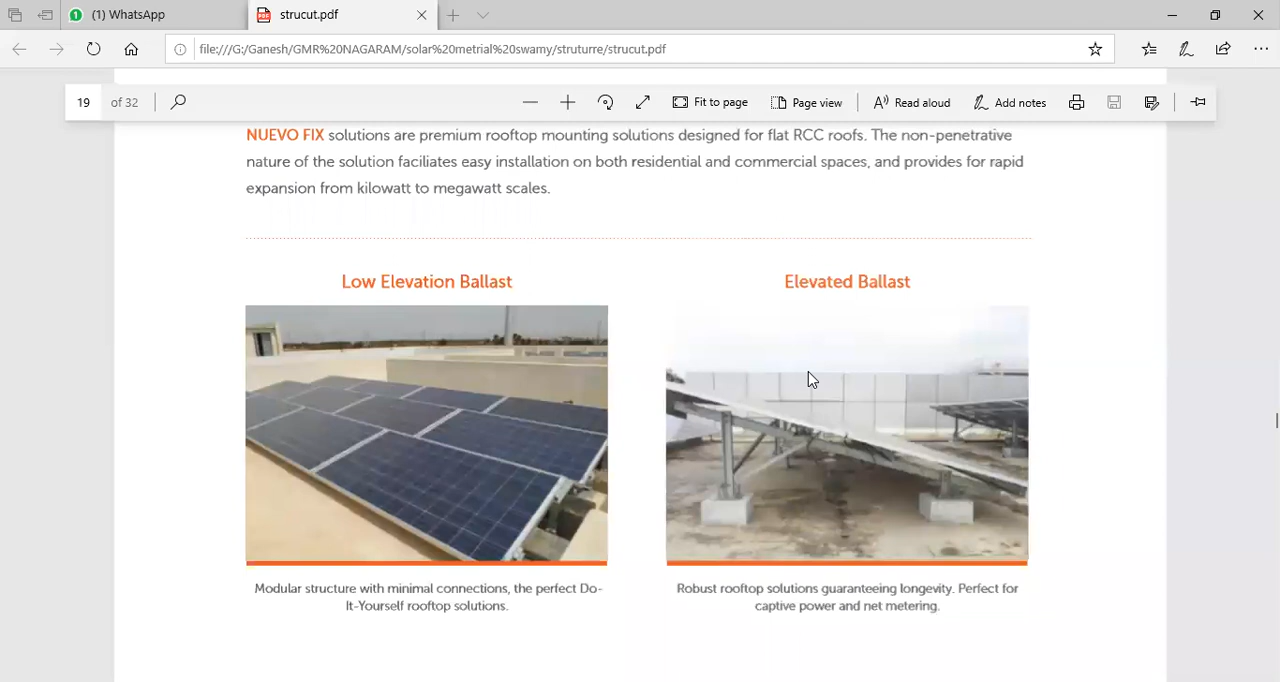 (1) WhatsApp
strucut.pdf
file:///G:/Ganesh/GMR%20NAGARAM/solar%20metrial%20swamy/struturre/strucut.pdf
19 of 32
Fit to page
Page view
Read aloud
Add notes
NUEVO FIX solutions are premium rooftop mounting solutions designed for flat RCC roofs. The non-penetrative
nature of the solution faciliates easy installation on both residential and commercial spaces, and provides for rapid
expansion from kilowatt to megawatt scales.
Low Elevation Ballast
Modular structure with minimal connections, the perfect Do-
It-Yourself rooftop solutions.
Elevated Ballast
Robust rooftop solutions guaranteeing longevity. Perfect for
captive power and net metering.